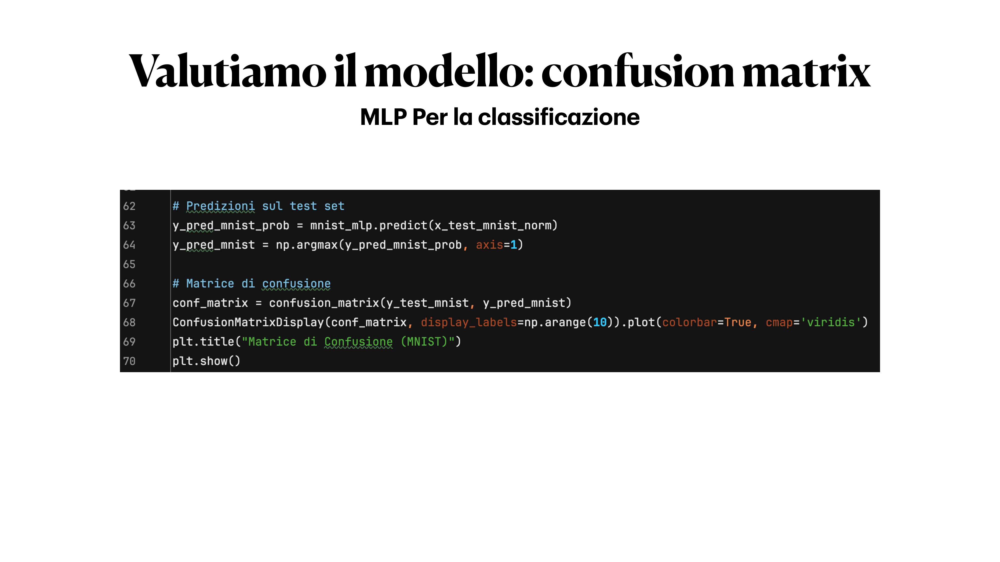 Valutiamo il modello: confusion matrix
MLP Per la classificazione
62 # Predizioni sul test set
63 y_pred_mnist_prob = mnist_mlp.predict(x_test_mnist_norm)
64 y_pred_mnist = np.argmax(y_pred_mnist_prob, axis=1)
65
66 # Matrice di confusione
67 conf_matrix = confusion_matrix(y_test_mnist, y_pred_mnist)
68 ConfusionMatrixDisplay(conf_matrix, display_labels=np.arange(10)).plot(colorbar=True, cmap='viridis')
69 plt.title("Matrice di Confusione (MNIST)")
70 plt.show()